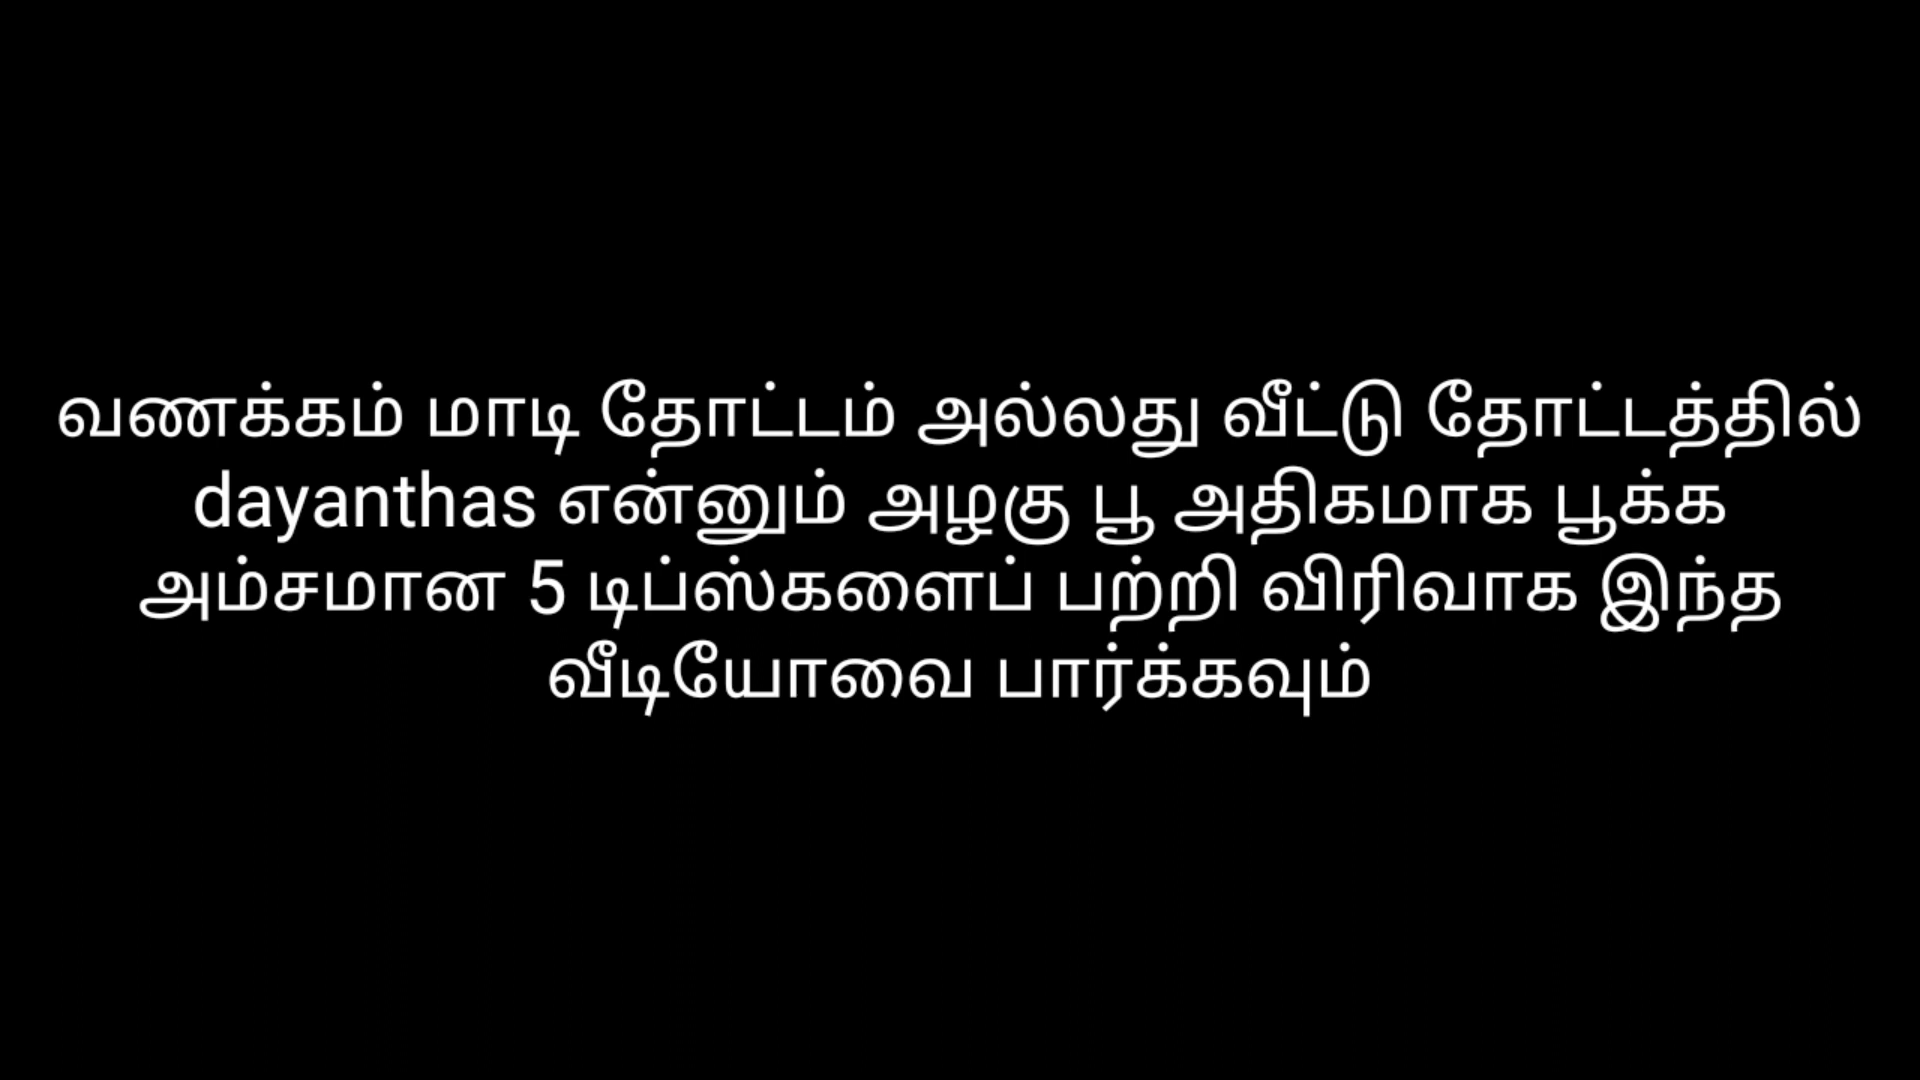 வணக்கம் மாடி தோட்டம் அல்லது வீட்டு தோட்டத்தில்
dayanthas என்னும் அழகு பூ அதிகமாக பூக்க
அம்சமான 5 டிப்ஸ்களைப் பற்றி விரிவாக இந்த
வீடியோவை பார்க்கவும்